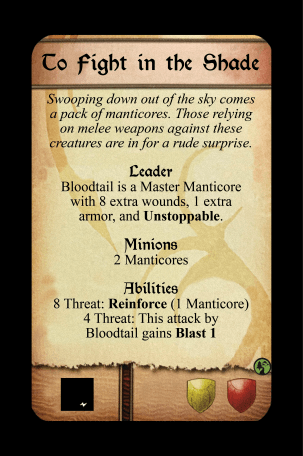 To Fight in the Shade
Swooping down out of the sky comes
a pack of manticores. Those relying
on melee weapons against these
creatures are in for a rude surprise.
Leader
Bloodtail is a Master Manticore
with 8 extra wounds, 1 extra
armor, and Unstoppable.
Minions
2 Manticores
Abilities
8 Threat: Reinforce (1 Manticore)
4 Threat: This attack by
Bloodtail gains Blast 1